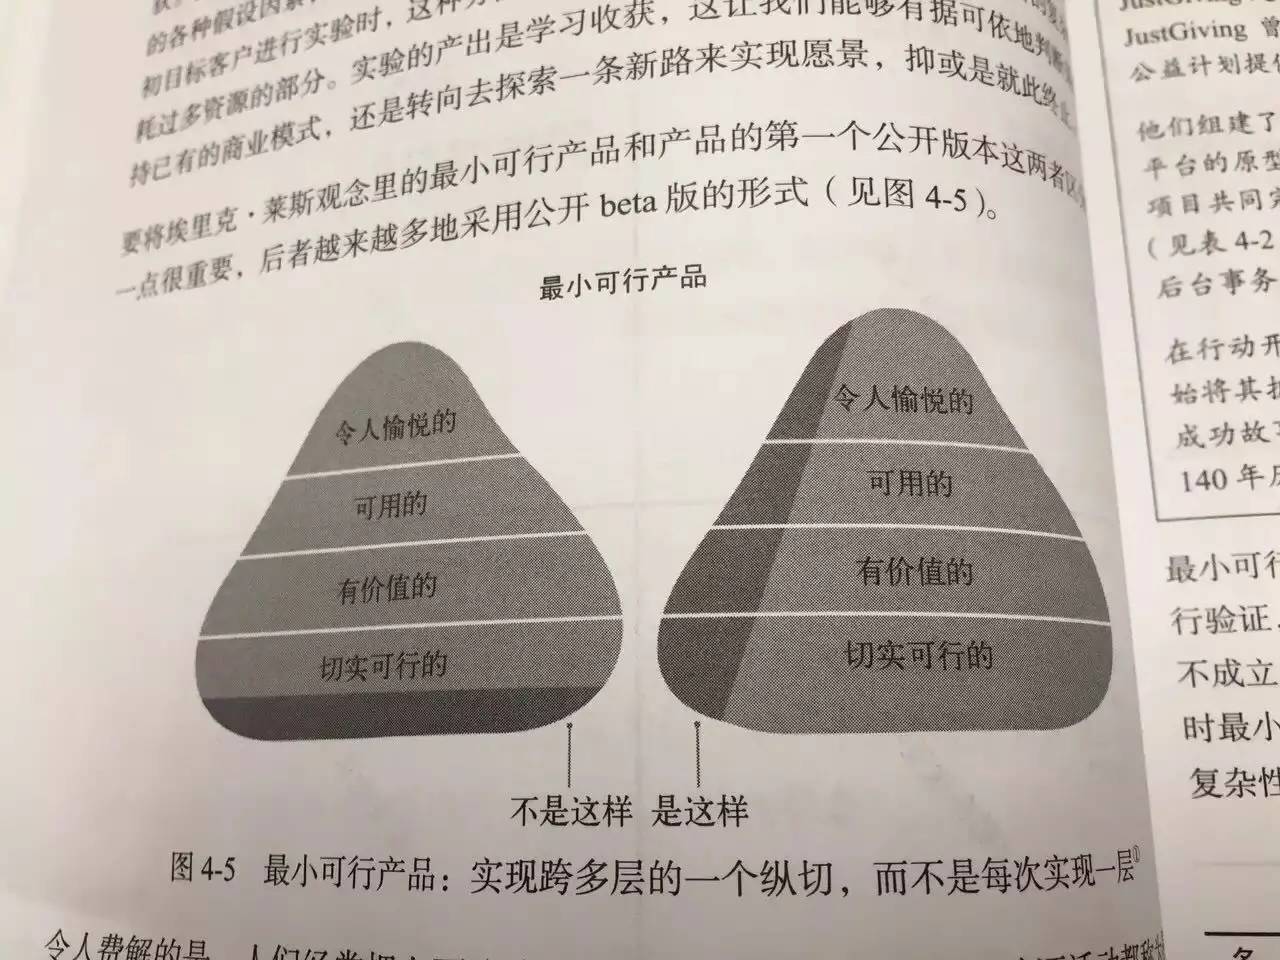 的各种假设因素
初目标客户进行实验时，这种
耗过多资源的部分。实验的产出是学习收获，这让我们能够有据可依地判断
持已有的商业模式，还是转向去探索一条新路来实现愿景，抑或是就此终止
要将埃里克·莱斯观念里的最小可行产品和产品的第一个公开版本这两者区
一点很重要，后者越来越多地采用公开 beta 版的形式（见图 4-5）。
最小可行产品
令人愉悦的
可用的
有价值的
切实可行的
令人愉悦的
可用的
有价值的
切实可行的
不是这样 是这样
图 4-5 最小可行产品：实现跨多层的一个纵切，而不是每次实现一层①
令人费解的是，人们经常把
JustGiving
JustGiving 曾
公益计划提供
他们组建了
平台的原型
项目共同完
（见表 4-2
后台事务
在行动开
始将其扩
成功故事
140 年历
最小可行
行验证
不成立
时最小
复杂性